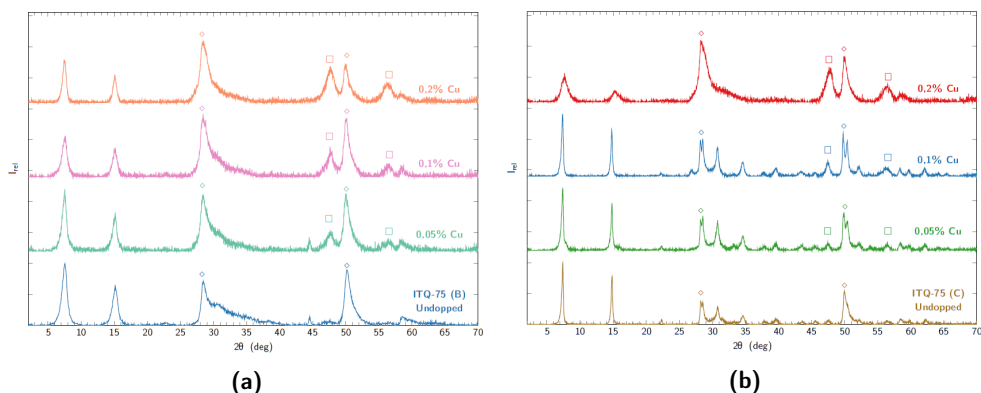 0.2% Cu
0,1% Cu
0.05% Cu
ITQ-75 (B)
Undopped
I rel
5 10 15 20 25 30 35 40 45 50 55 60 65 70
2θ (deg)
(a)
0,2% Cu
0,1% Cu
0.05% Cu
ITQ-75 (C)
Undopped
I rel
5 10 15 20 25 30 35 40 45 50 55 60 65 70
2θ (deg)
(b)